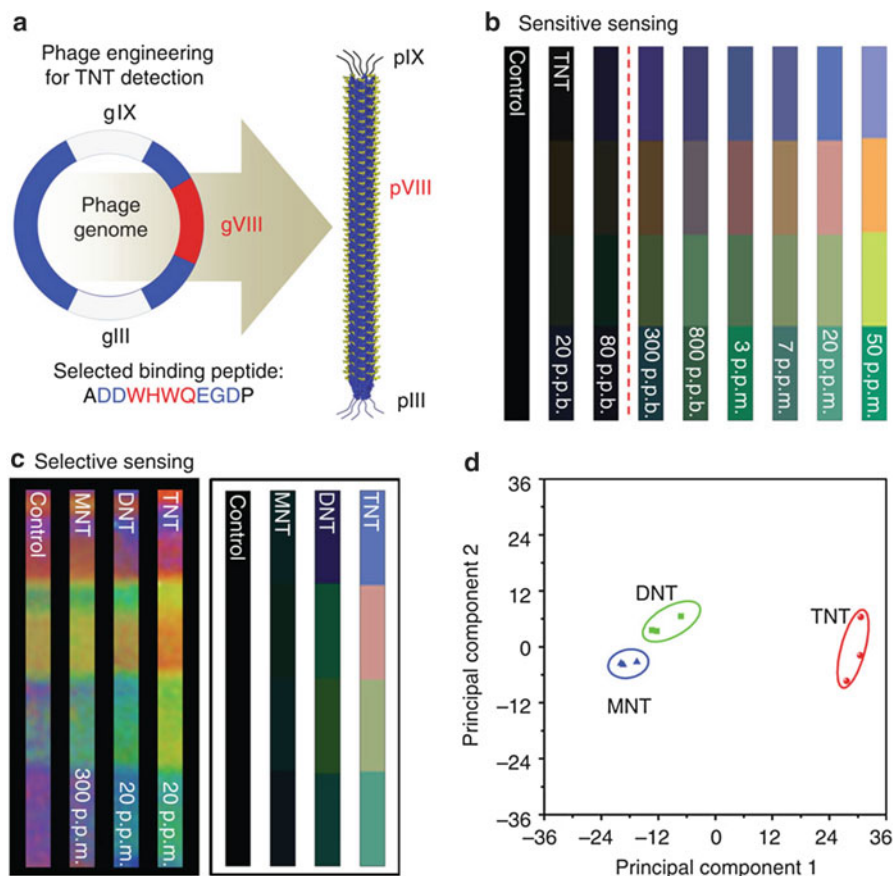 a
Phage engineering
for TNT detection
gIX
Phage
genome
gVIII
gIII
Selected binding peptide:
ADDWHWQEGDP
pIX
pVIII
pIII
b Sensitive sensing
Control
TNT
20 p.p.b.
80 p.p.b.
300 p.p.b.
800 p.p.b.
3 p.p.m.
7 p.p.m.
20 p.p.m.
50 p.p.m.
c Selective sensing
Control
MNT
DNT
TNT
300 p.p.m.
20 p.p.m.
20 p.p.m.
Control
MNT
DNT
TNT
d
Principal component 2
36
24
12
0
−12
−24
−36
DNT
TNT
MNT
−36
−24
−12
0
12
24
36
Principal component 1